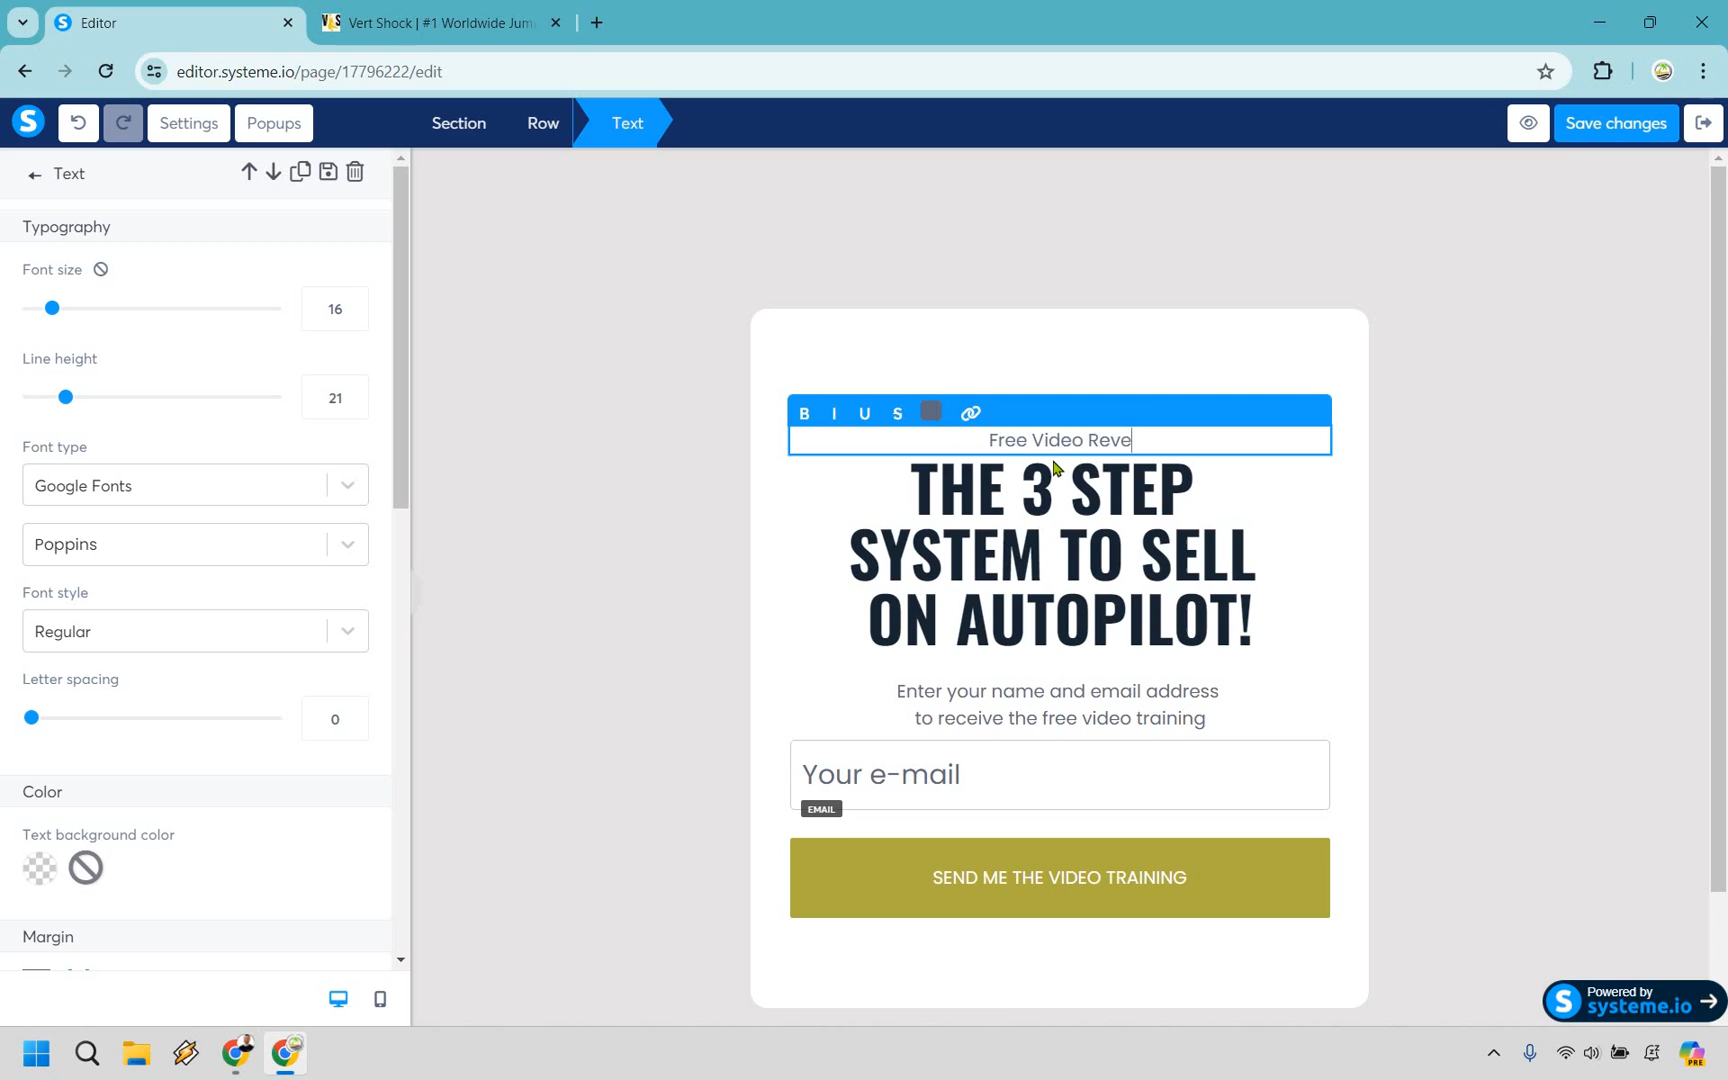 Editor
Vert Shock | #1 Worldwide Jum
editor.systeme.io/page/17796222/edit
S
Settings
Popups
Section
Row
Text
Save changes
Text
Typography
Font size
16
Line height
21
Font type
Google Fonts
Poppins
Font style
Regular
Letter spacing
0
Color
Text background color
Margin
B I U S
Free Video Reve
THE 3 STEP
SYSTEM TO SELL
ON AUTOPILOT!
Enter your name and email address
to receive the free video training
Your e-mail
EMAIL
SEND ME THE VIDEO TRAINING
S
Powered by
systeme.io
PRE